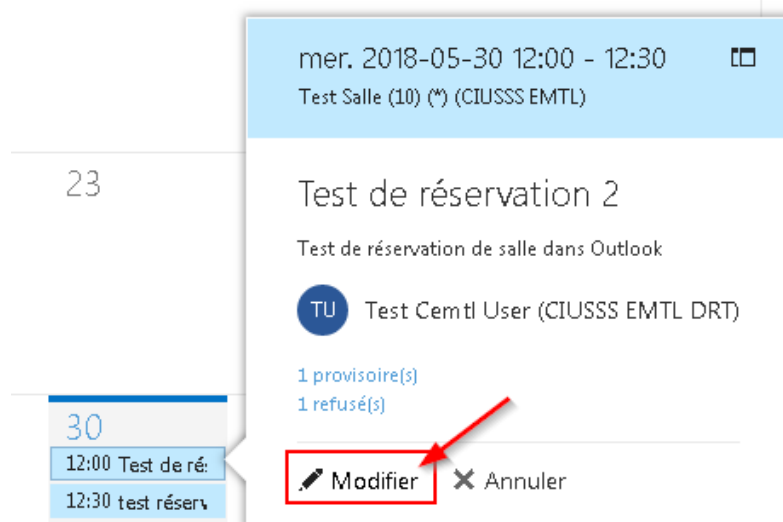 mer. 2018-05-30 12:00 - 12:30
Test Salle (10) (*) (CIUSSS EMTL)
23
Test de réservation 2
Test de réservation de salle dans Outlook
TU Test Cemtl User (CIUSSS EMTL DRT)
1 provisoire(s)
1 refusé(s)
30
12:00 Test de ré:
12:30 test réserv
Modifier Annuler